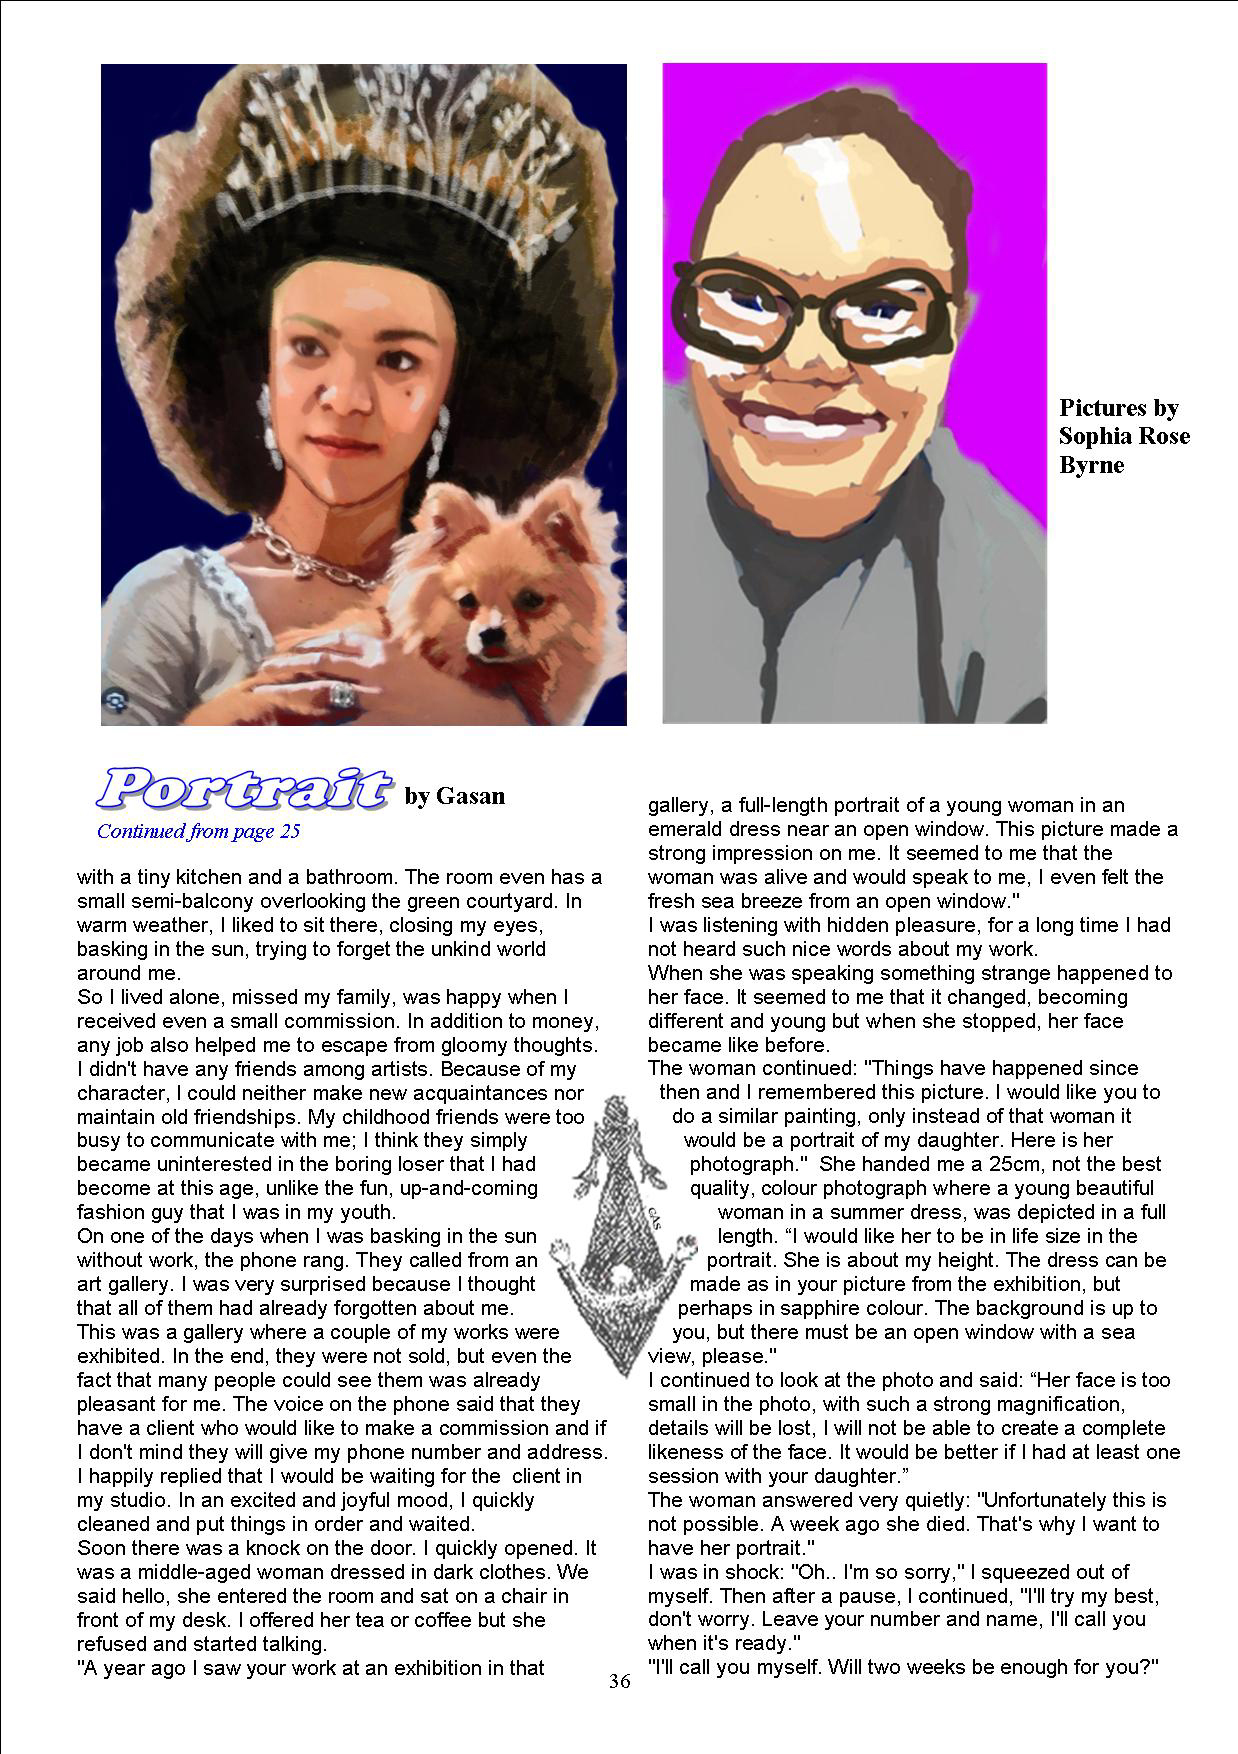 Pictures by
Sophia Rose
Byrne
Portrait by Gasan
Continued from page 25
with a tiny kitchen and a bathroom. The room even has a
small semi-balcony overlooking the green courtyard. In
warm weather, I liked to sit there, closing my eyes,
basking in the sun, trying to forget the unkind world
around me.
So I lived alone, missed my family, was happy when I
received even a small commission. In addition to money,
any job also helped me to escape from gloomy thoughts.
I didn't have any friends among artists. Because of my
character, I could neither make new acquaintances nor
maintain old friendships. My childhood friends were too
busy to communicate with me; I think they simply
became uninterested in the boring loser that I had
become at this age, unlike the fun, up-and-coming
fashion guy that I was in my youth.
On one of the days when I was basking in the sun
without work, the phone rang. They called from an
art gallery. I was very surprised because I thought
that all of them had already forgotten about me.
This was a gallery where a couple of my works were
exhibited. In the end, they were not sold, but even the
fact that many people could see them was already
pleasant for me. The voice on the phone said that they
have a client who would like to make a commission and if
I don't mind they will give my phone number and address.
I happily replied that I would be waiting for the  client in
my studio. In an excited and joyful mood, I quickly
cleaned and put things in order and waited.
Soon there was a knock on the door. I quickly opened. It
was a middle-aged woman dressed in dark clothes. We
said hello, she entered the room and sat on a chair in
front of my desk. I offered her tea or coffee but she
refused and started talking.
"A year ago I saw your work at an exhibition in that
gallery, a full-length portrait of a young woman in an
emerald dress near an open window. This picture made a
strong impression on me. It seemed to me that the
woman was alive and would speak to me, I even felt the
fresh sea breeze from an open window."
I was listening with hidden pleasure, for a long time I had
not heard such nice words about my work.
When she was speaking something strange happened to
her face. It seemed to me that it changed, becoming
different and young but when she stopped, her face
became like before.
The woman continued: "Things have happened since
then and I remembered this picture. I would like you to
do a similar painting, only instead of that woman it
would be a portrait of my daughter. Here is her
photograph."  She handed me a 25cm, not the best
quality, colour photograph where a young beautiful
woman in a summer dress, was depicted in a full
length. “I would like her to be in life size in the
portrait. She is about my height. The dress can be
made as in your picture from the exhibition, but
perhaps in sapphire colour. The background is up to
you, but there must be an open window with a sea
view, please."
I continued to look at the photo and said: “Her face is too
small in the photo, with such a strong magnification,
details will be lost, I will not be able to create a complete
likeness of the face. It would be better if I had at least one
session with your daughter.”
The woman answered very quietly: "Unfortunately this is
not possible. A week ago she died. That's why I want to
have her portrait."
I was in shock: "Oh.. I'm so sorry," I squeezed out of
myself. Then after a pause, I continued, "I'll try my best,
don't worry. Leave your number and name, I'll call you
when it's ready."
"I'll call you myself. Will two weeks be enough for you?"
GAS
36